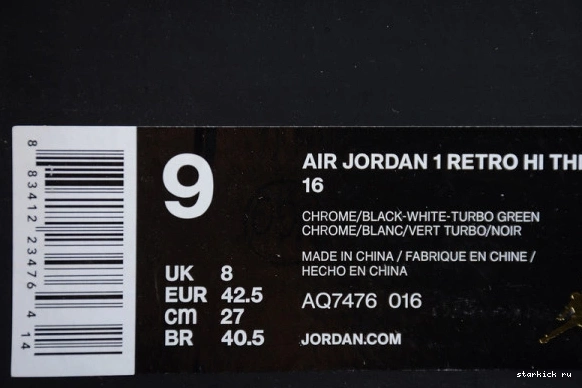 8 83412 23476 4 14
9
UK 8
EUR 42.5
CM 27
BR 40.5
AIR JORDAN 1 RETRO HI TH
16
CHROME/BLACK-WHITE-TURBO GREEN
CHROME/BLANC/VERT TURBO/NOIR
MADE IN CHINA / FABRIQUE EN CHINE /
HECHO EN CHINA
AQ7476 016
JORDAN.COM
starkick ru